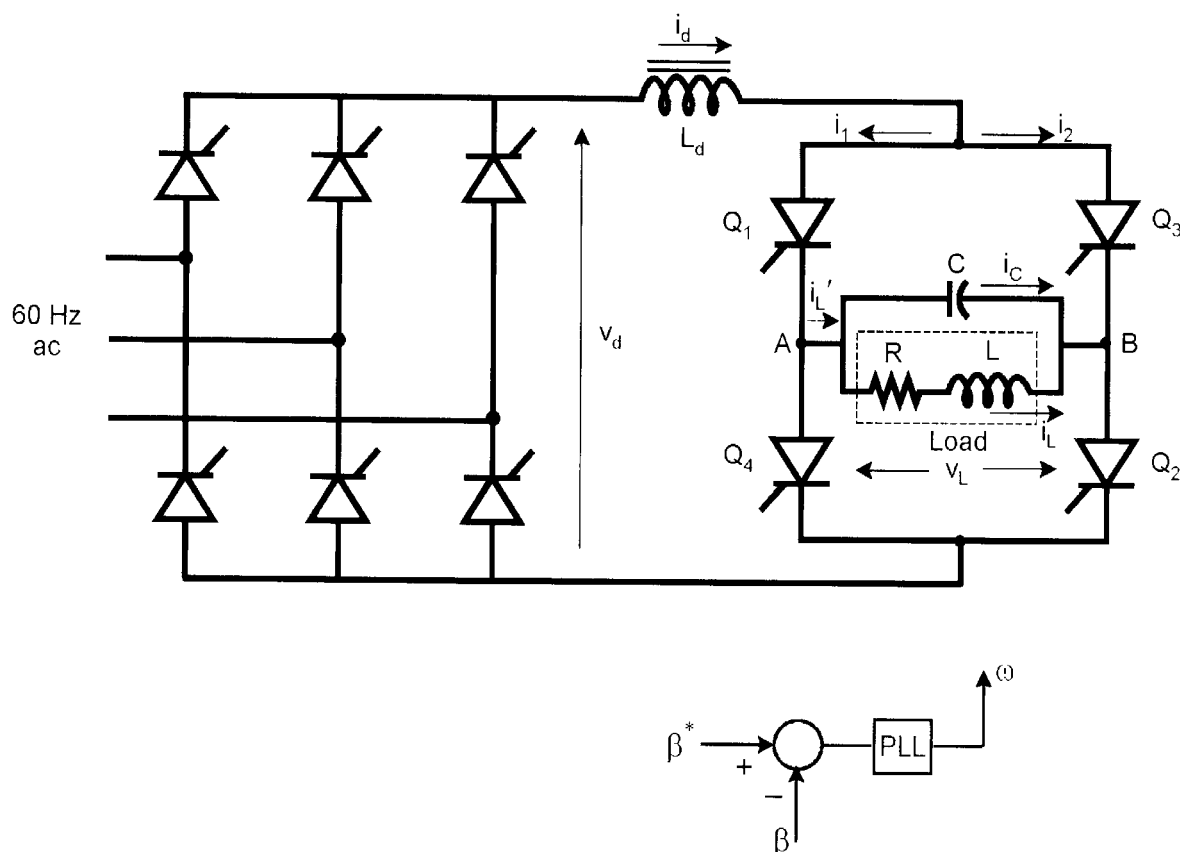 i_d
L_d
i_1
i_2
Q_1
Q_3
C
i_C
i_L'
60 Hz
ac
v_d
A
R
L
B
Load
i_L
Q_4
v_L
Q_2
ω
β*
+
PLL
−
β